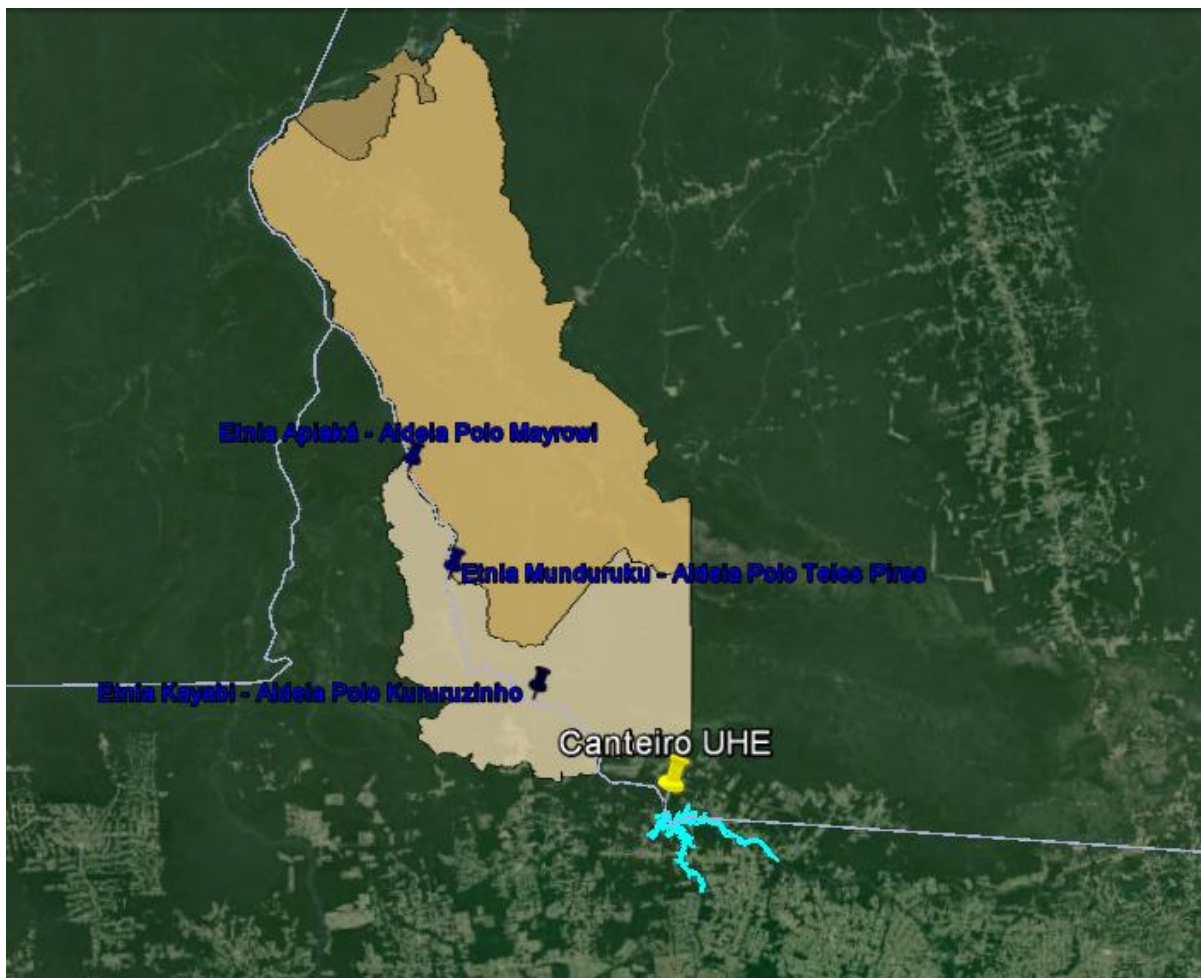 Etnia Apiaká - Aldeia Polo Mayrowi
Etnia Munduruku - Aldeia Polo Teles Pires
Etnia Kayabi - Aldeia Polo Kururuzinho
Canteiro UHE